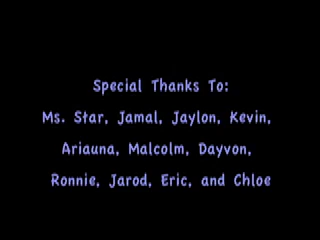 Special Thanks To:
Ms. Star, Jamal, Jaylon, Kevin,
Ariauna, Malcolm, Dayvon,
Ronnie, Jarod, Eric, and Chloe